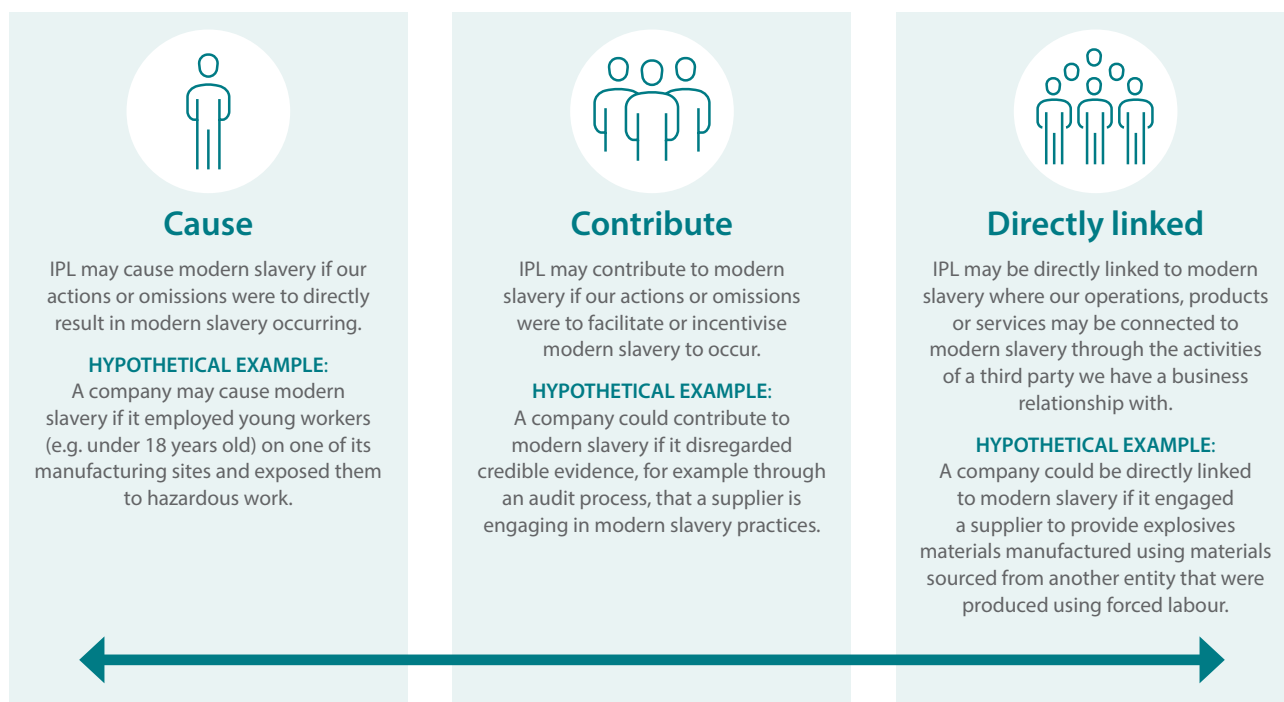 Cause
IPL may cause modern slavery if our
actions or omissions were to directly
result in modern slavery occurring.
HYPOTHETICAL EXAMPLE:
A company may cause modern
slavery if it employed young workers
(e.g. under 18 years old) on one of its
manufacturing sites and exposed them
to hazardous work.
Contribute
IPL may contribute to modern
slavery if our actions or omissions
were to facilitate or incentivise
modern slavery to occur.
HYPOTHETICAL EXAMPLE:
A company could contribute to
modern slavery if it disregarded
credible evidence, for example through
an audit process, that a supplier is
engaging in modern slavery practices.
Directly linked
IPL may be directly linked to modern
slavery where our operations, products
or services may be connected to
modern slavery through the activities
of a third party we have a business
relationship with.
HYPOTHETICAL EXAMPLE:
A company could be directly linked
to modern slavery if it engaged
a supplier to provide explosives
materials manufactured using materials
sourced from another entity that were
produced using forced labour.